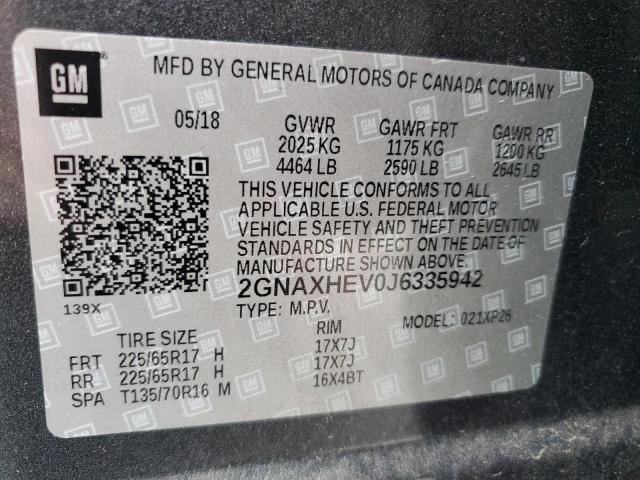 GM
MFD BY GENERAL MOTORS OF CANADA COMPANY
05/18 GVWR GAWR FRT GAWR RR
2025 KG 1175 KG 1200 KG
4464 LB 2590 LB 2645 LB
THIS VEHICLE CONFORMS TO ALL
APPLICABLE U.S. FEDERAL MOTOR
VEHICLE SAFETY AND THEFT PREVENTION
STANDARDS IN EFFECT ON THE DATE OF
MANUFACTURE SHOWN ABOVE.
2GNAXHEV0J6335942
139X TYPE: M.P.V. MODEL: 021XP26
TIRE SIZE RIM
FRT 225/65R17 H 17X7J
RR 225/65R17 H 17X7J
SPA T135/70R16 M 16X4BT